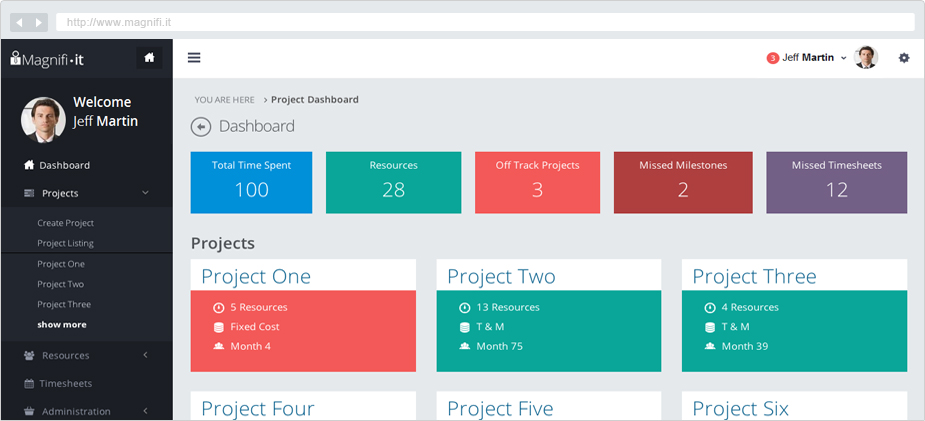 http://www.magnifi.it
Magnifi·it
3 Jeff Martin
Welcome
Jeff Martin
Dashboard
Projects
Create Project
Project Listing
Project One
Project Two
Project Three
show more
Resources
Timesheets
Administration
YOU ARE HERE > Project Dashboard
Dashboard
Total Time Spent
100
Resources
28
Off Track Projects
3
Missed Milestones
2
Missed Timesheets
12
Projects
Project One
5 Resources
Fixed Cost
Month 4
Project Two
13 Resources
T & M
Month 75
Project Three
4 Resources
T & M
Month 39
Project Four
Project Five
Project Six